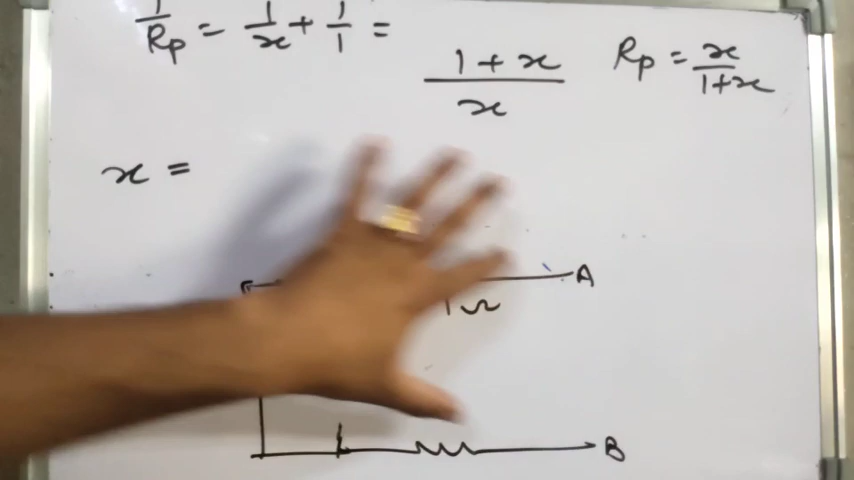 1/Rp = 1/x + 1/1 =
(1 + x)/x
Rp = x/(1+x)
x =
A
1Ω
B